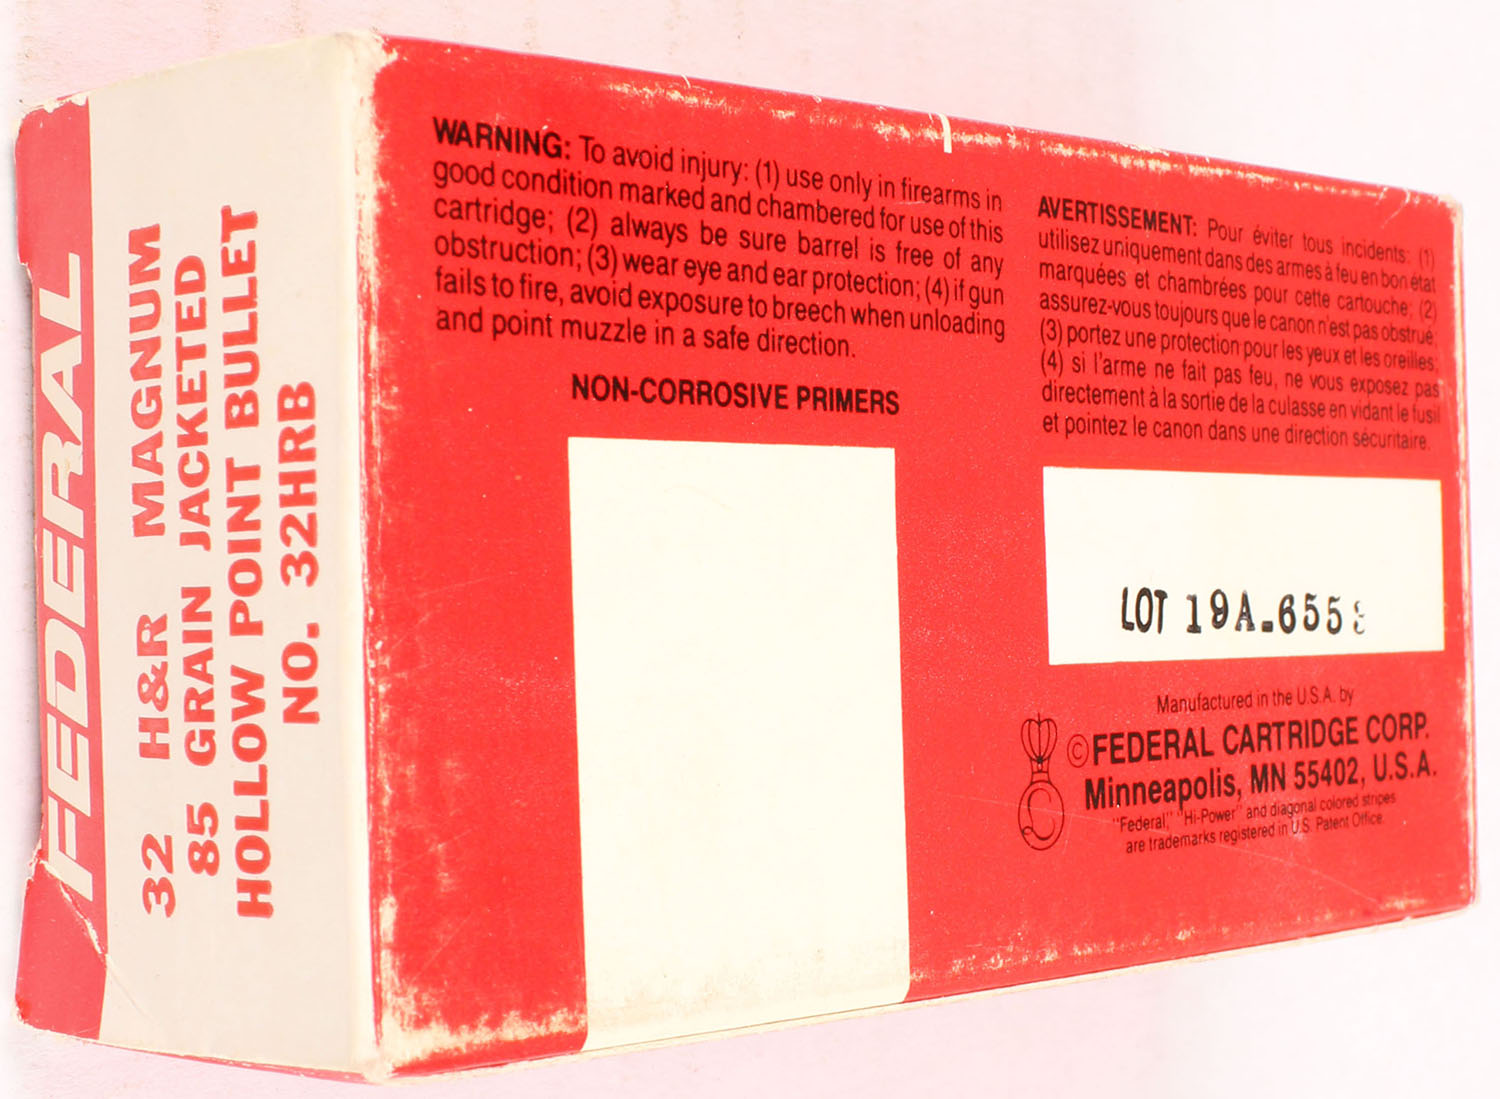 FEDERAL
32 H&R MAGNUM
85 GRAIN JACKETED
HOLLOW POINT BULLET
NO. 32HRB
WARNING: To avoid injury: (1) use only in firearms in
good condition marked and chambered for use of this
cartridge; (2) always be sure barrel is free of any
obstruction; (3) wear eye and ear protection; (4) if gun
fails to fire, avoid exposure to breech when unloading
and point muzzle in a safe direction.
NON-CORROSIVE PRIMERS
AVERTISSEMENT: Pour éviter tous incidents: (1)
utilisez uniquement dans des armes à feu en bon état
marquées et chambrées pour cette cartouche; (2)
assurez-vous toujours que le canon n'est pas obstrué;
(3) portez une protection pour les yeux et les oreilles;
(4) si l'arme ne fait pas feu, ne vous exposez pas
directement à la sortie de la culasse en vidant le fusil
et pointez le canon dans une direction sécuritaire.
LOT 19A-655
Manufactured in the U.S.A. by
© FEDERAL CARTRIDGE CORP.
Minneapolis, MN 55402, U.S.A.
"Federal," "Hi-Power" and diagonal colored stripes
are trademarks registered in U.S. Patent Office.